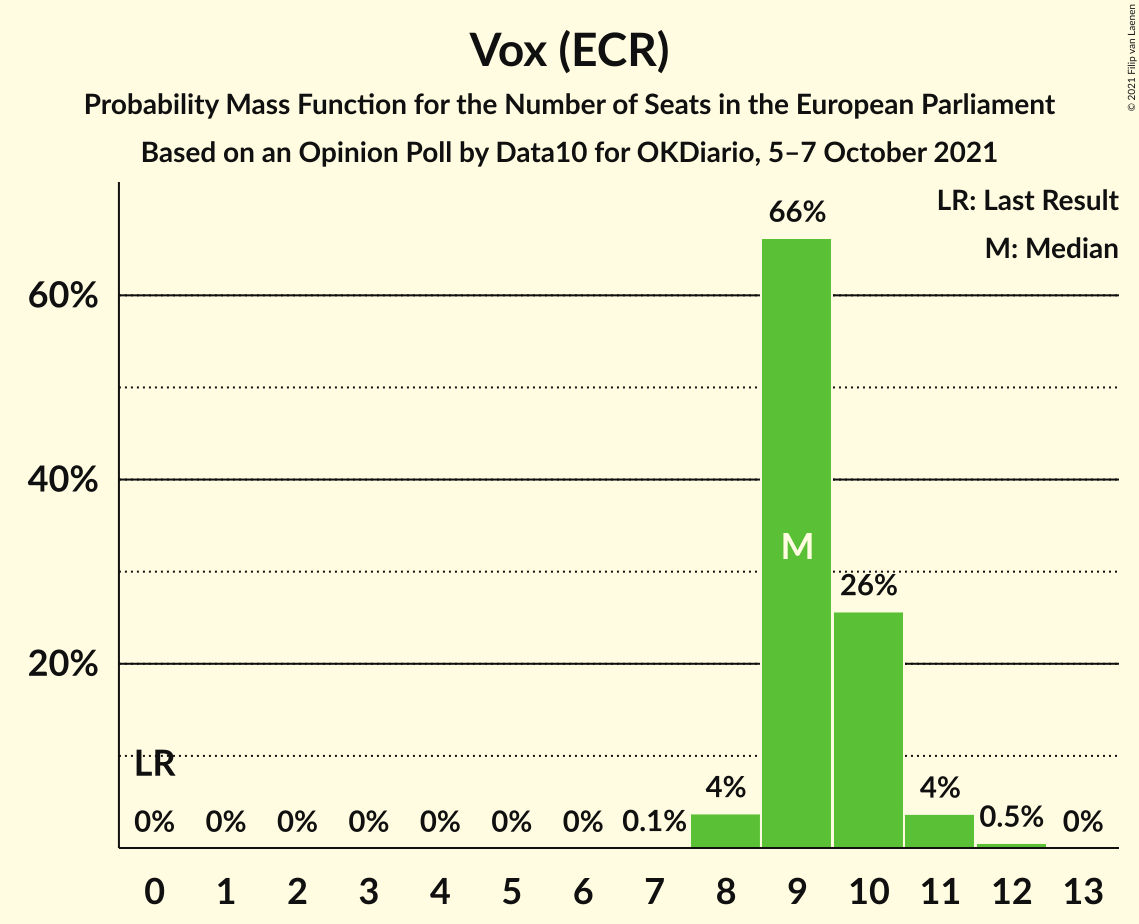 Vox (ECR)
Probability Mass Function for the Number of Seats in the European Parliament
Based on an Opinion Poll by Data10 for OKDiario, 5–7 October 2021
© 2021 Filip van Laenen
LR: Last Result
M: Median
66%
60%
40%
M
26%
20%
LR
0% 0% 0% 0% 0% 0% 0% 0.1% 4% 4% 0.5% 0%
0 1 2 3 4 5 6 7 8 9 10 11 12 13